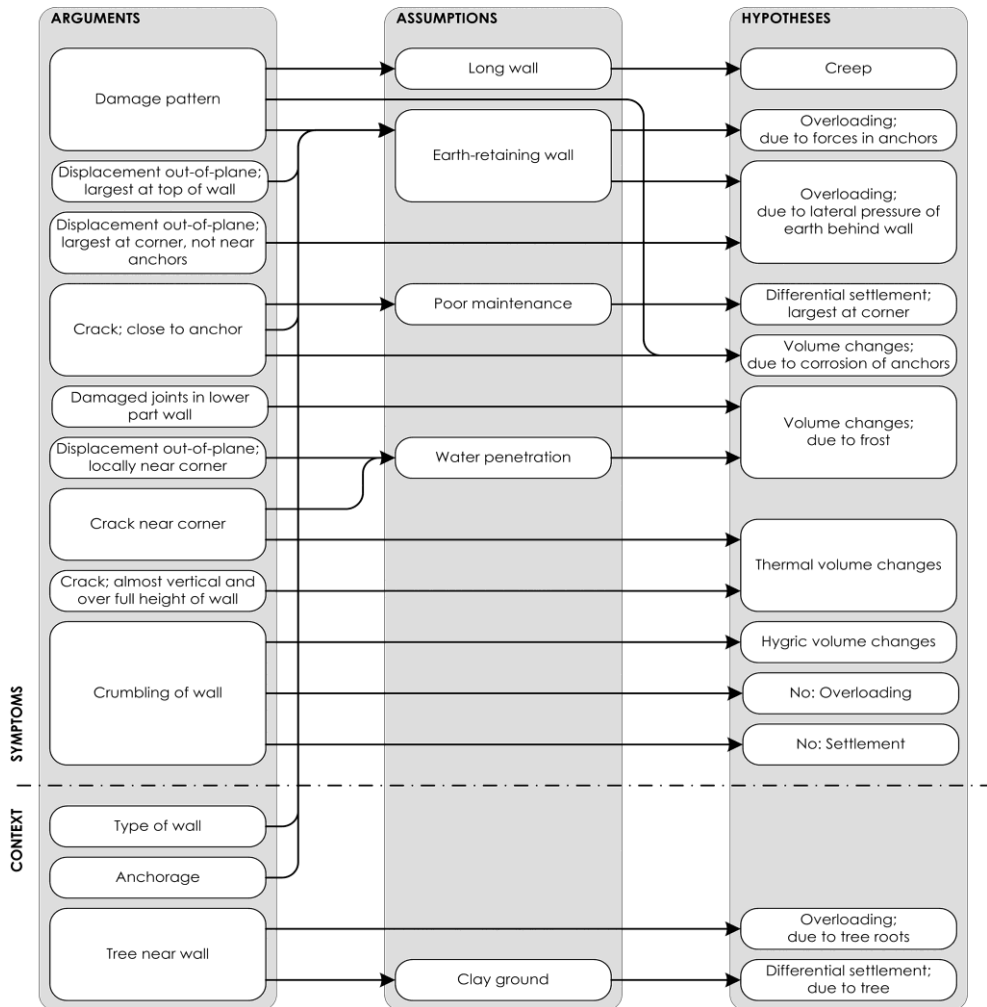 ARGUMENTS
ASSUMPTIONS
HYPOTHESES
Damage pattern
Long wall
Creep
Earth-retaining wall
Overloading;
due to forces in anchors
Displacement out-of-plane;
largest at top of wall
Overloading;
due to lateral pressure of
earth behind wall
Displacement out-of-plane;
largest at corner, not near
anchors
Crack; close to anchor
Poor maintenance
Differential settlement;
largest at corner
Volume changes;
due to corrosion of anchors
Damaged joints in lower
part wall
Volume changes;
due to frost
Displacement out-of-plane;
locally near corner
Water penetration
Crack near corner
Thermal volume changes
Crack; almost vertical and
over full height of wall
Crumbling of wall
Hygric volume changes
No: Overloading
No: Settlement
SYMPTOMS
CONTEXT
Type of wall
Anchorage
Tree near wall
Overloading;
due to tree roots
Clay ground
Differential settlement;
due to tree